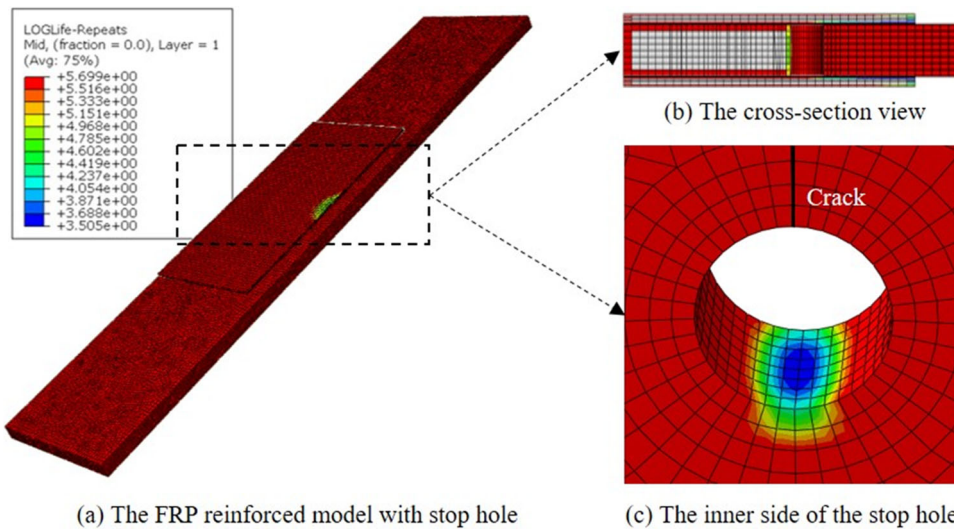 LOGLife-Repeats
Mid, (fraction = 0.0), Layer = 1
(Avg: 75%)
+5.699e+00
+5.516e+00
+5.333e+00
+5.151e+00
+4.968e+00
+4.785e+00
+4.602e+00
+4.419e+00
+4.237e+00
+4.054e+00
+3.871e+00
+3.688e+00
+3.505e+00
(b) The cross-section view
Crack
(a) The FRP reinforced model with stop hole
(c) The inner side of the stop hole